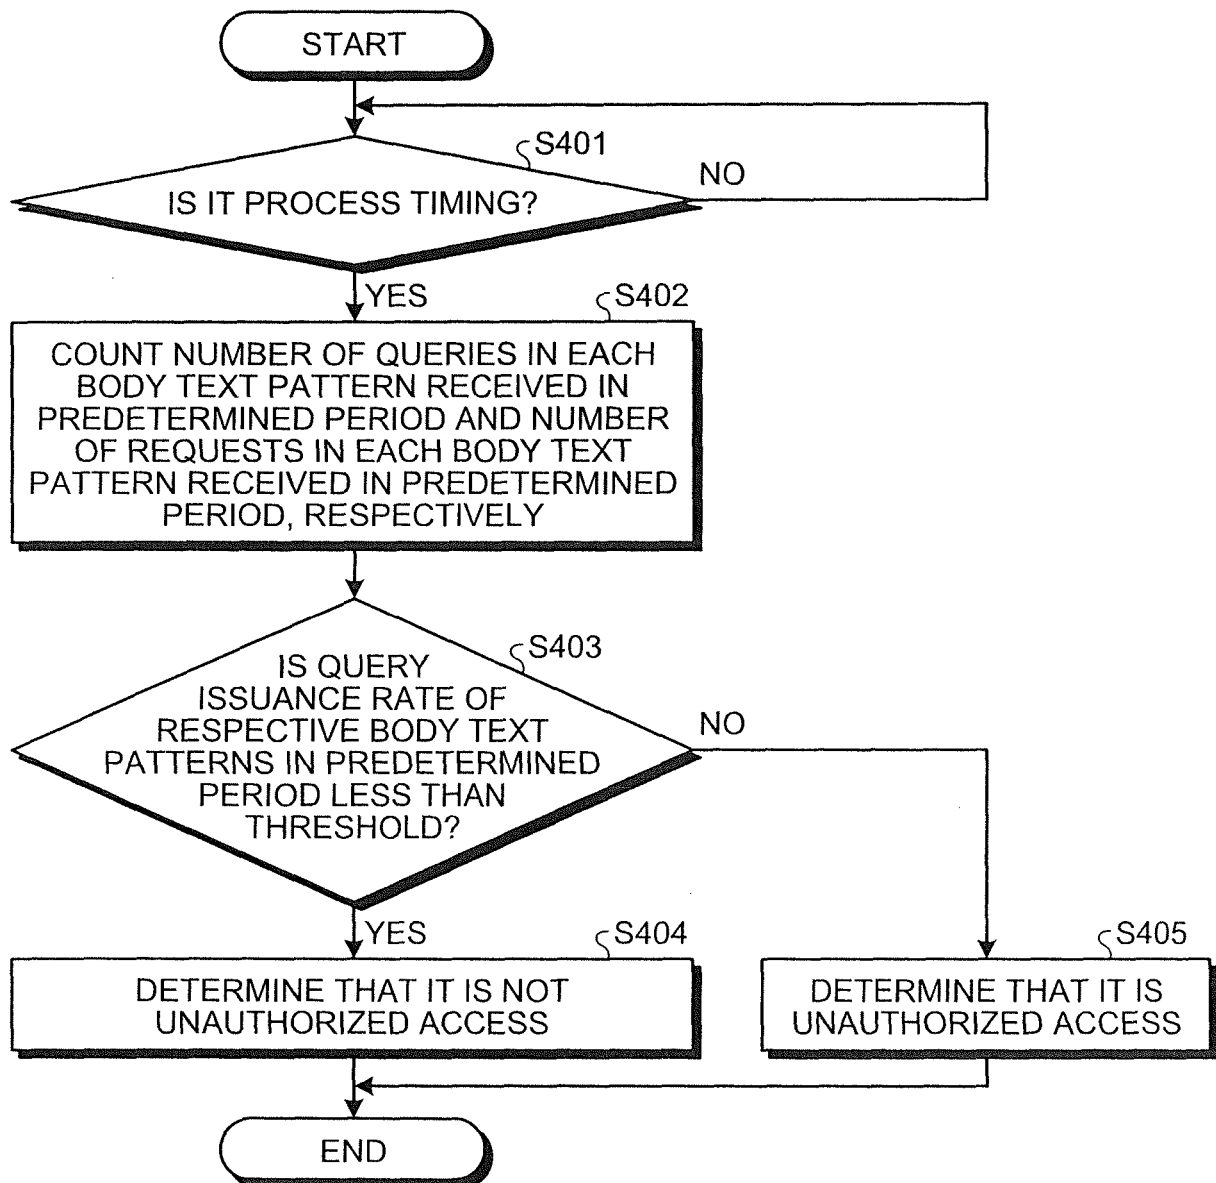 START
S401
IS IT PROCESS TIMING?
NO
YES
S402
COUNT NUMBER OF QUERIES IN EACH
BODY TEXT PATTERN RECEIVED IN
PREDETERMINED PERIOD AND NUMBER
OF REQUESTS IN EACH BODY TEXT
PATTERN RECEIVED IN PREDETERMINED
PERIOD, RESPECTIVELY
S403
IS QUERY
ISSUANCE RATE OF
RESPECTIVE BODY TEXT
PATTERNS IN PREDETERMINED
PERIOD LESS THAN
THRESHOLD?
NO
YES
S404
DETERMINE THAT IT IS NOT
UNAUTHORIZED ACCESS
S405
DETERMINE THAT IT IS
UNAUTHORIZED ACCESS
END